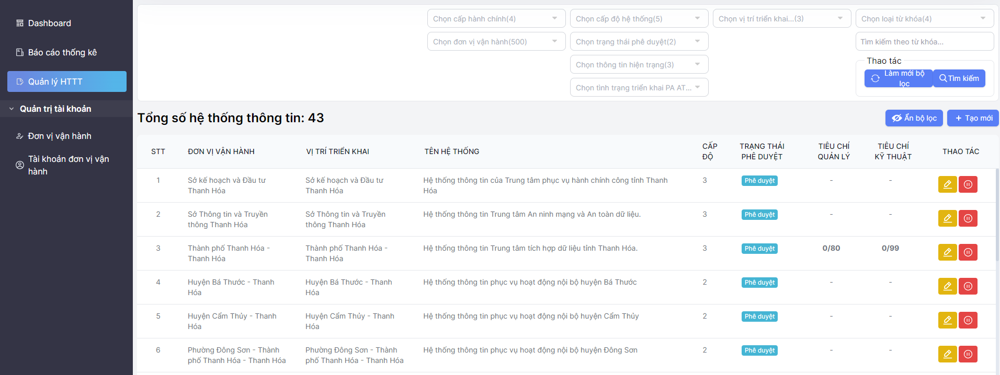 Dashboard
Báo cáo thống kê
Quản lý HTTT
Quản trị tài khoản
Đơn vị vận hành
Tài khoản đơn vị vận
hành
Chọn cấp hành chính(4)
Chọn cấp độ hệ thống(5)
Chọn vị trí triển khai...(3)
Chọn loại từ khóa(4)
Chọn đơn vị vận hành(500)
Chọn trạng thái phê duyệt(2)
Tìm kiếm theo từ khóa...
Chọn thông tin hiện trạng(3)
Chọn tình trạng triển khai PA AT...
Thao tác
Làm mới bộ
lọc
Tìm kiếm
Tổng số hệ thống thông tin: 43
Ẩn bộ lọc
+ Tạo mới
STT
ĐƠN VỊ VẬN HÀNH
VỊ TRÍ TRIỂN KHAI
TÊN HỆ THỐNG
CẤP
ĐỘ
TRẠNG THÁI
PHÊ DUYỆT
TIÊU CHÍ
QUẢN LÝ
TIÊU CHÍ
KỸ THUẬT
THAO TÁC
1
Sở kế hoạch và Đầu tư
Thanh Hóa
Sở kế hoạch và Đầu tư
Thanh Hóa
Hệ thống thông tin của Trung tâm phục vụ hành chính công tỉnh Thanh
Hóa
3
Phê duyệt
-
-
2
Sở Thông tin và Truyền
thông Thanh Hóa
Sở Thông tin và Truyền
thông Thanh Hóa
Hệ thống thông tin Trung tâm An ninh mạng và An toàn dữ liệu.
3
Phê duyệt
-
-
3
Thành phố Thanh Hóa -
Thanh Hóa
Thành phố Thanh Hóa -
Thanh Hóa
Hệ thống thông tin Trung tâm tích hợp dữ liệu tỉnh Thanh Hóa.
3
Phê duyệt
0/80
0/99
4
Huyện Bá Thước - Thanh
Hóa
Huyện Bá Thước - Thanh
Hóa
Hệ thống thông tin phục vụ hoạt động nội bộ huyện Bá Thước
2
Phê duyệt
-
-
5
Huyện Cẩm Thủy - Thanh
Hóa
Huyện Cẩm Thủy - Thanh
Hóa
Hệ thống thông tin phục vụ hoạt động nội bộ huyện Cẩm Thủy
2
Phê duyệt
-
-
6
Phường Đông Sơn - Thành
phố Thanh Hóa - Thanh Hóa
Phường Đông Sơn - Thành
phố Thanh Hóa - Thanh Hóa
Hệ thống thông tin phục vụ hoạt động nội bộ huyện Đông Sơn
2
Phê duyệt
-
-